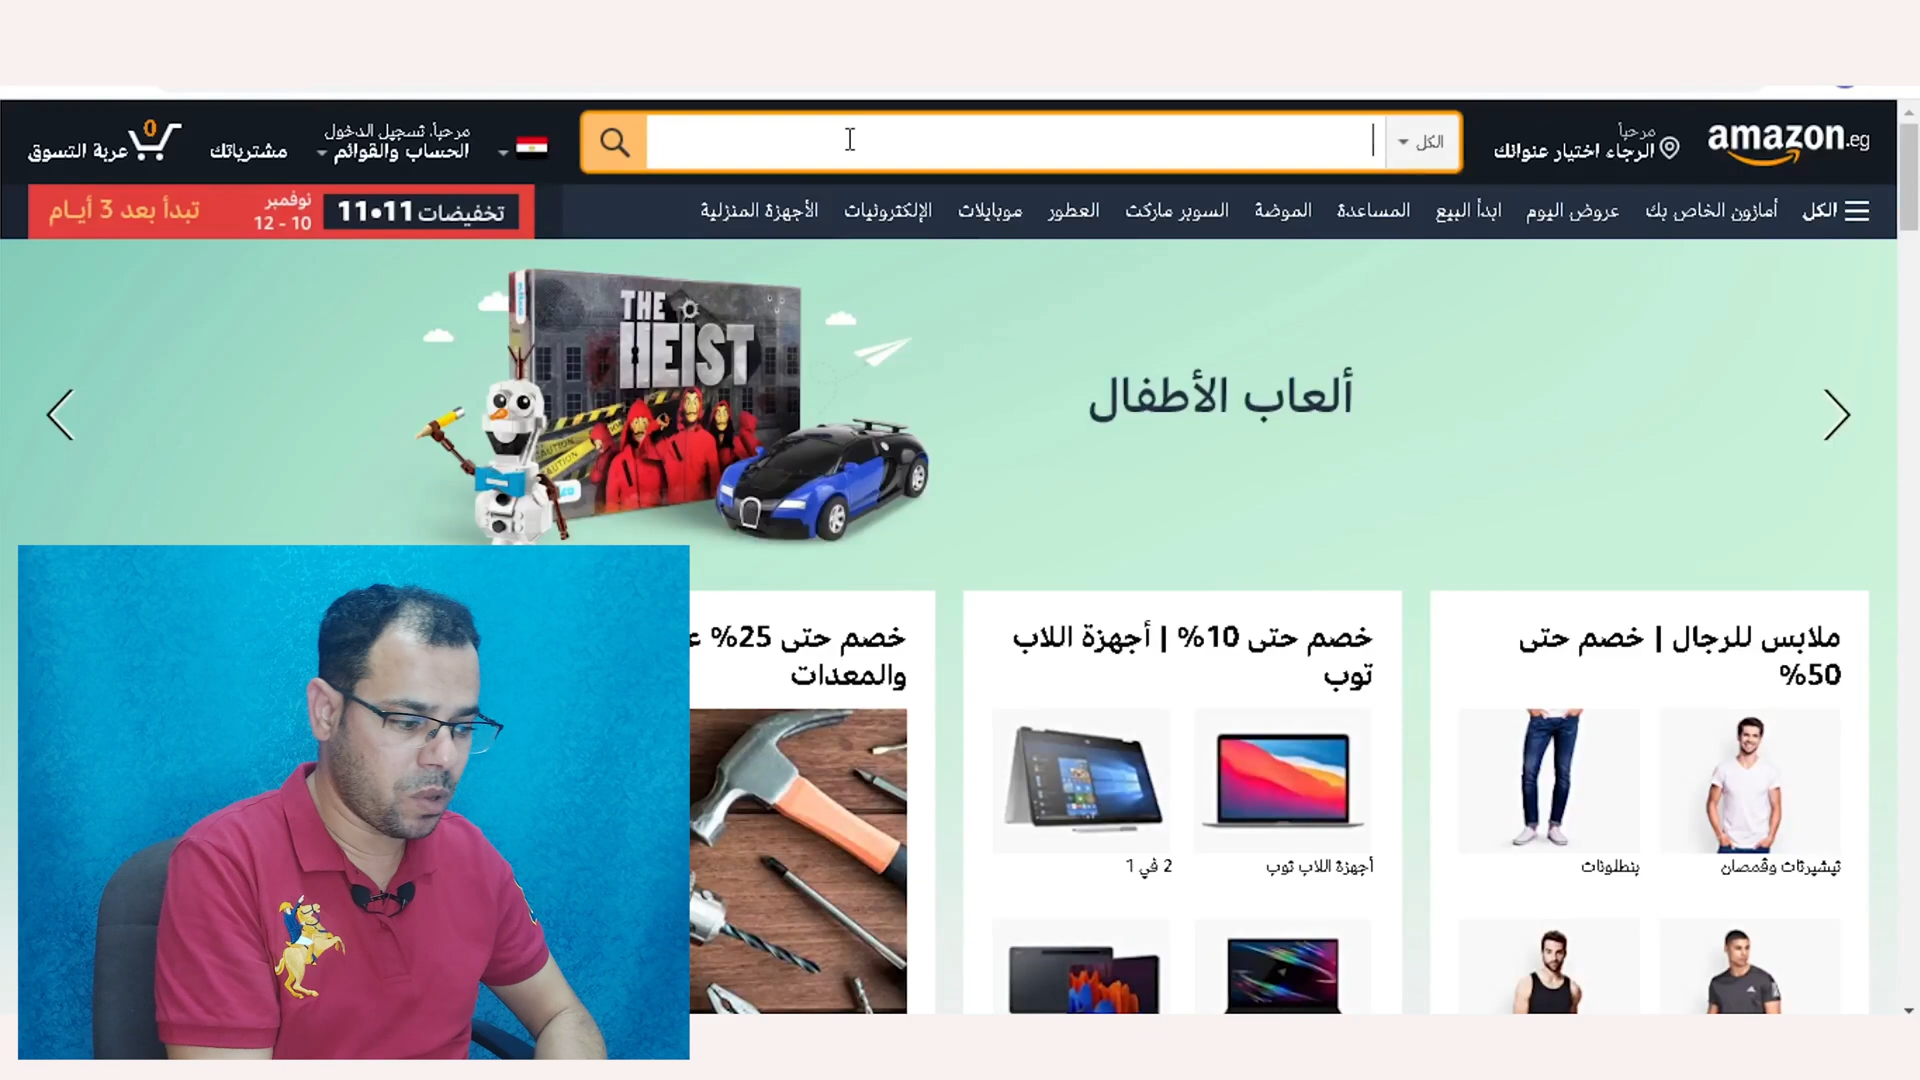 amazon.eg
مرحباً
الرجاء اختيار عنوانك
الكل
مرحباً، تسجيل الدخول
الحساب والقوائم
مشترياتك
0
عربة التسوق
الكل
أمازون الخاص بك
عروض اليوم
ابدأ البيع
المساعدة
الموضة
السوبر ماركت
العطور
موبايلات
الإلكترونيات
الأجهزة المنزلية
تخفيضات 11•11
نوفمبر
10 - 12
تبدأ بعد 3 أيام
THE
HEIST
CAUTION
CAUTION
ألعاب الأطفال
ملابس للرجال | خصم حتى
50%
تيشيرتات وقمصان
بنطلونات
خصم حتى 10% | أجهزة اللاب
توب
أجهزة اللاب توب
2 في 1
خصم حتى 25%
والمعدات